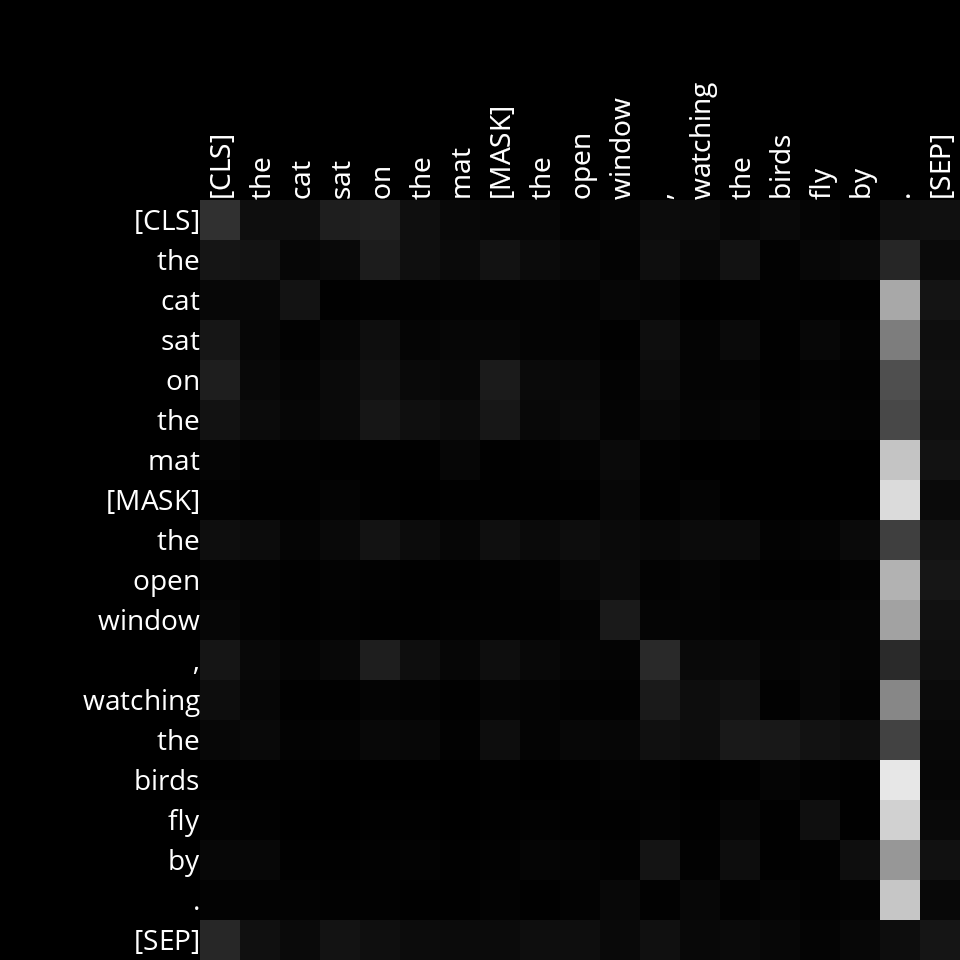 [CLS] the cat sat on the mat [MASK] the open window , watching the birds fly by . [SEP]
[CLS]
the
cat
sat
on
the
mat
[MASK]
the
open
window
,
watching
the
birds
fly
by
.
[SEP]